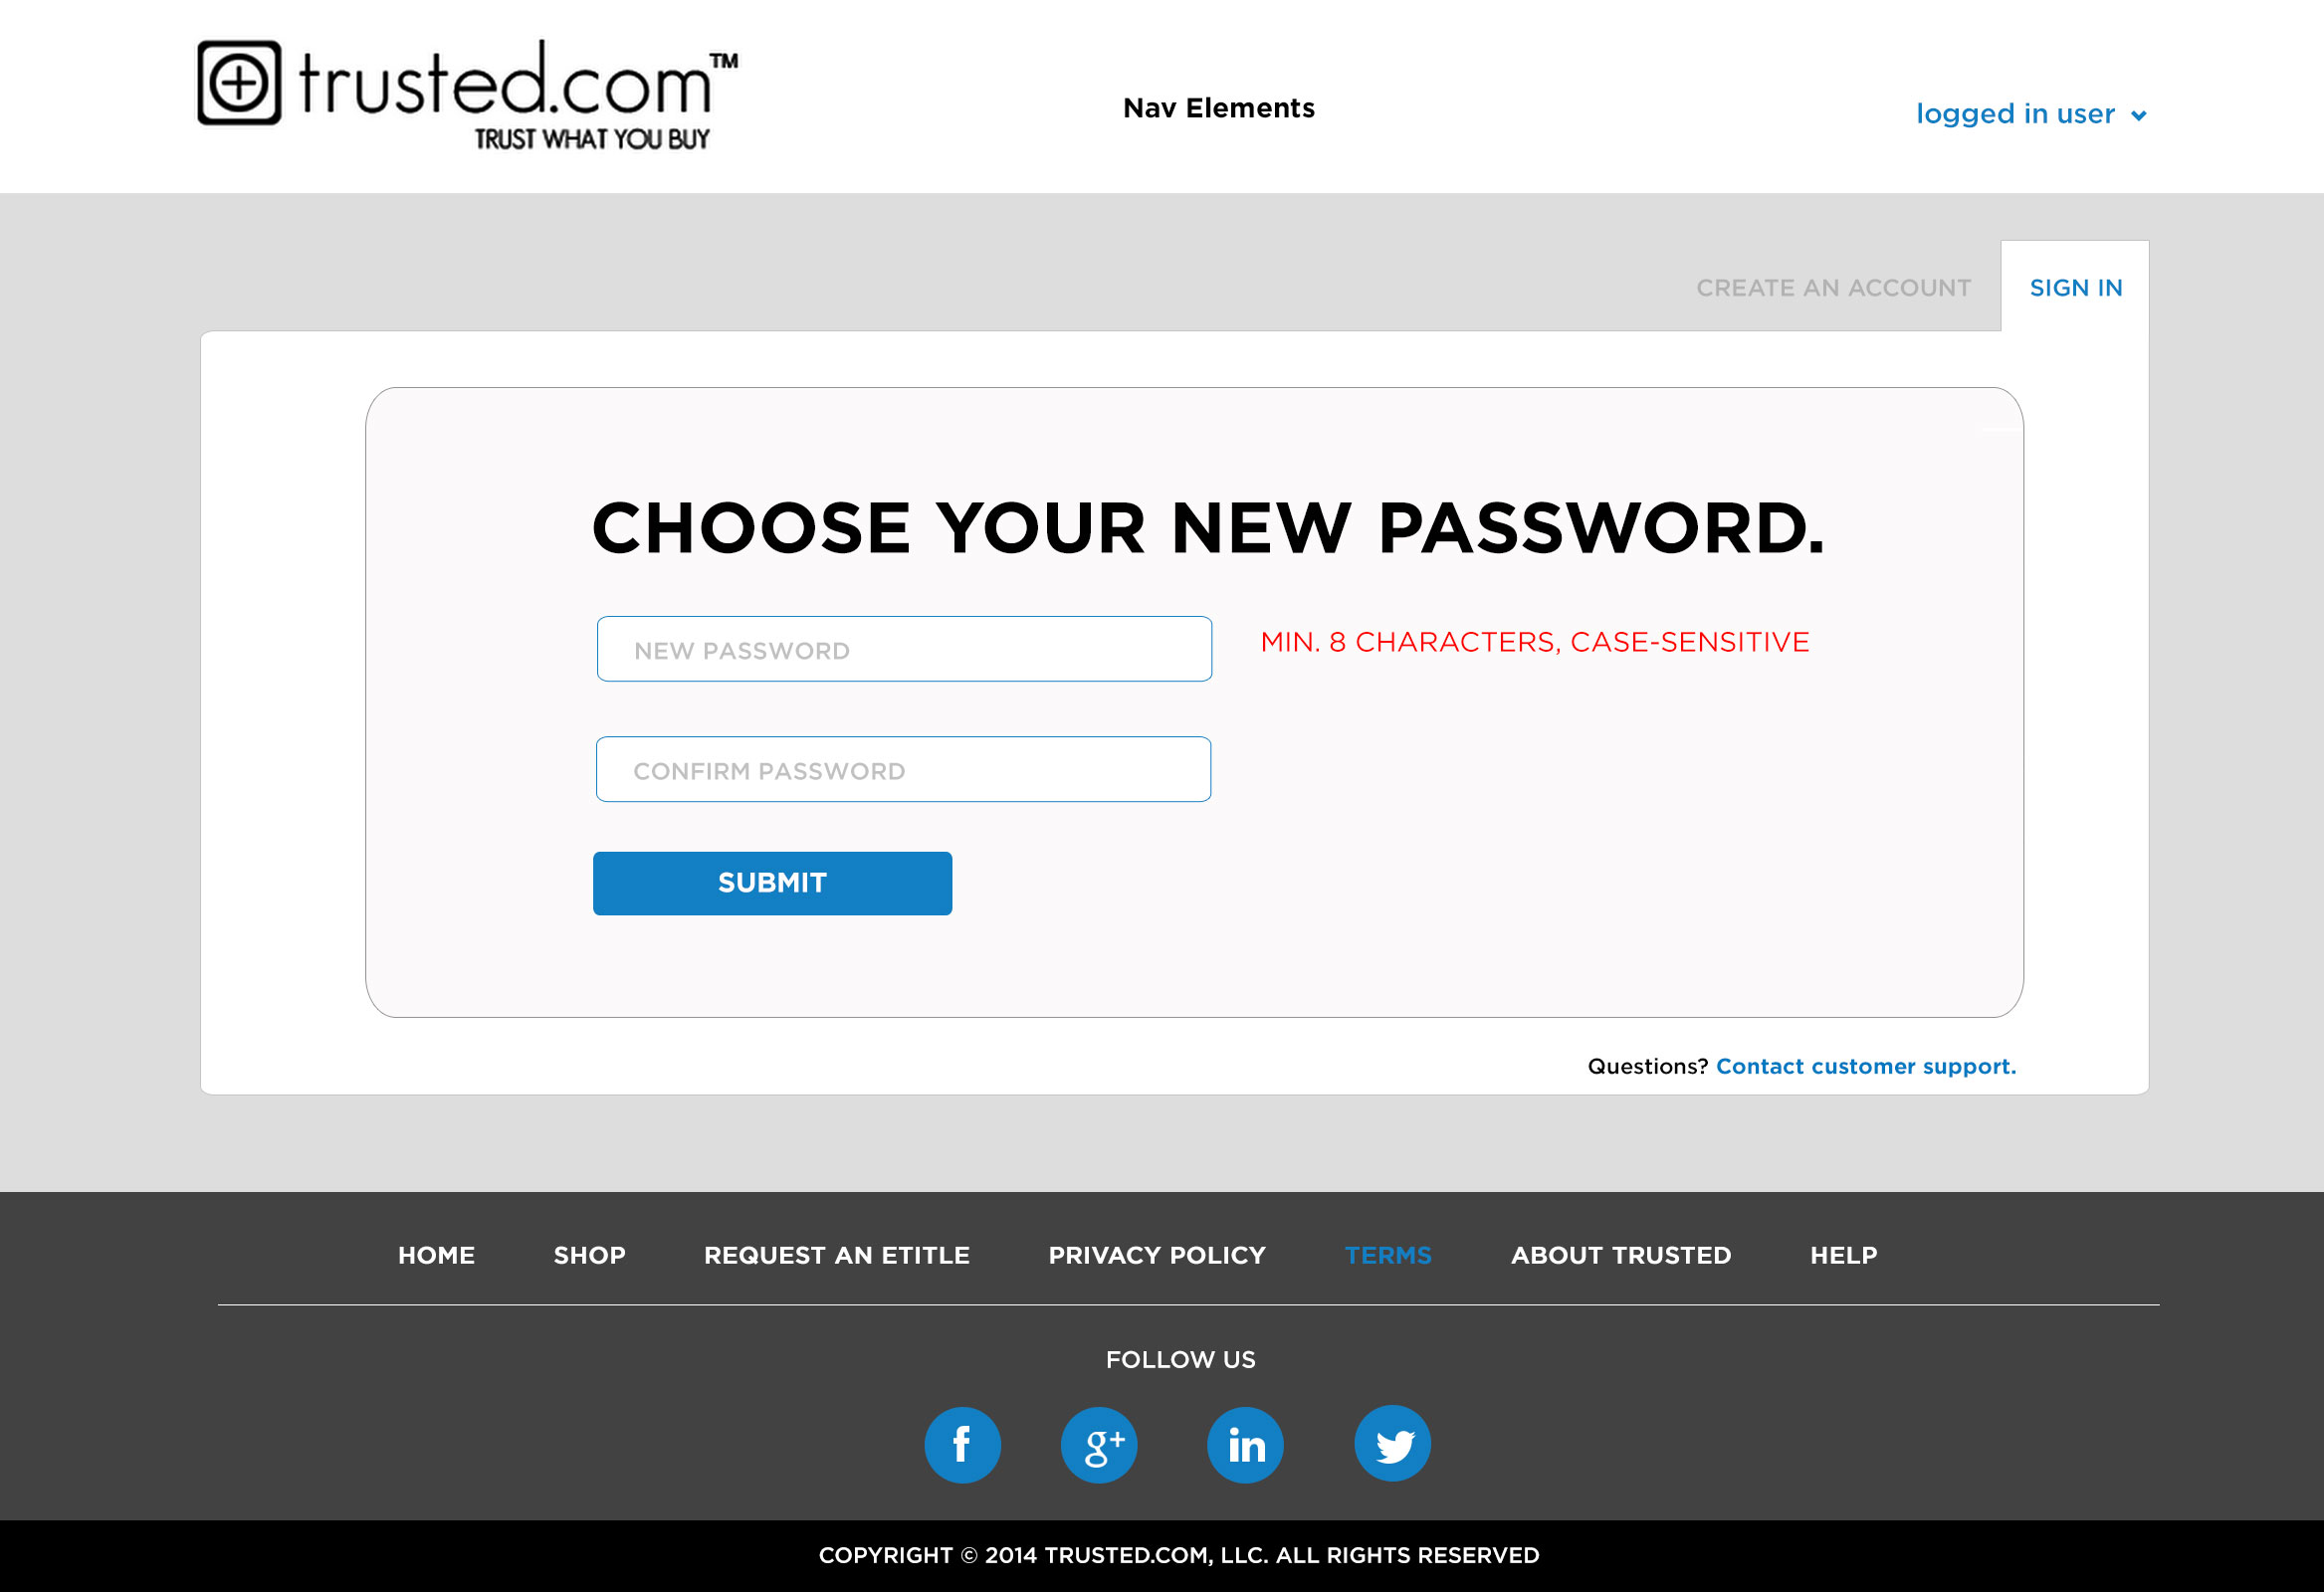 trusted.com™
TRUST WHAT YOU BUY
Nav Elements
logged in user
CREATE AN ACCOUNT
SIGN IN
CHOOSE YOUR NEW PASSWORD.
NEW PASSWORD
MIN. 8 CHARACTERS, CASE-SENSITIVE
CONFIRM PASSWORD
SUBMIT
Questions? Contact customer support.
HOME SHOP REQUEST AN ETITLE PRIVACY POLICY TERMS ABOUT TRUSTED HELP
FOLLOW US
f g+ in
COPYRIGHT © 2014 TRUSTED.COM, LLC. ALL RIGHTS RESERVED